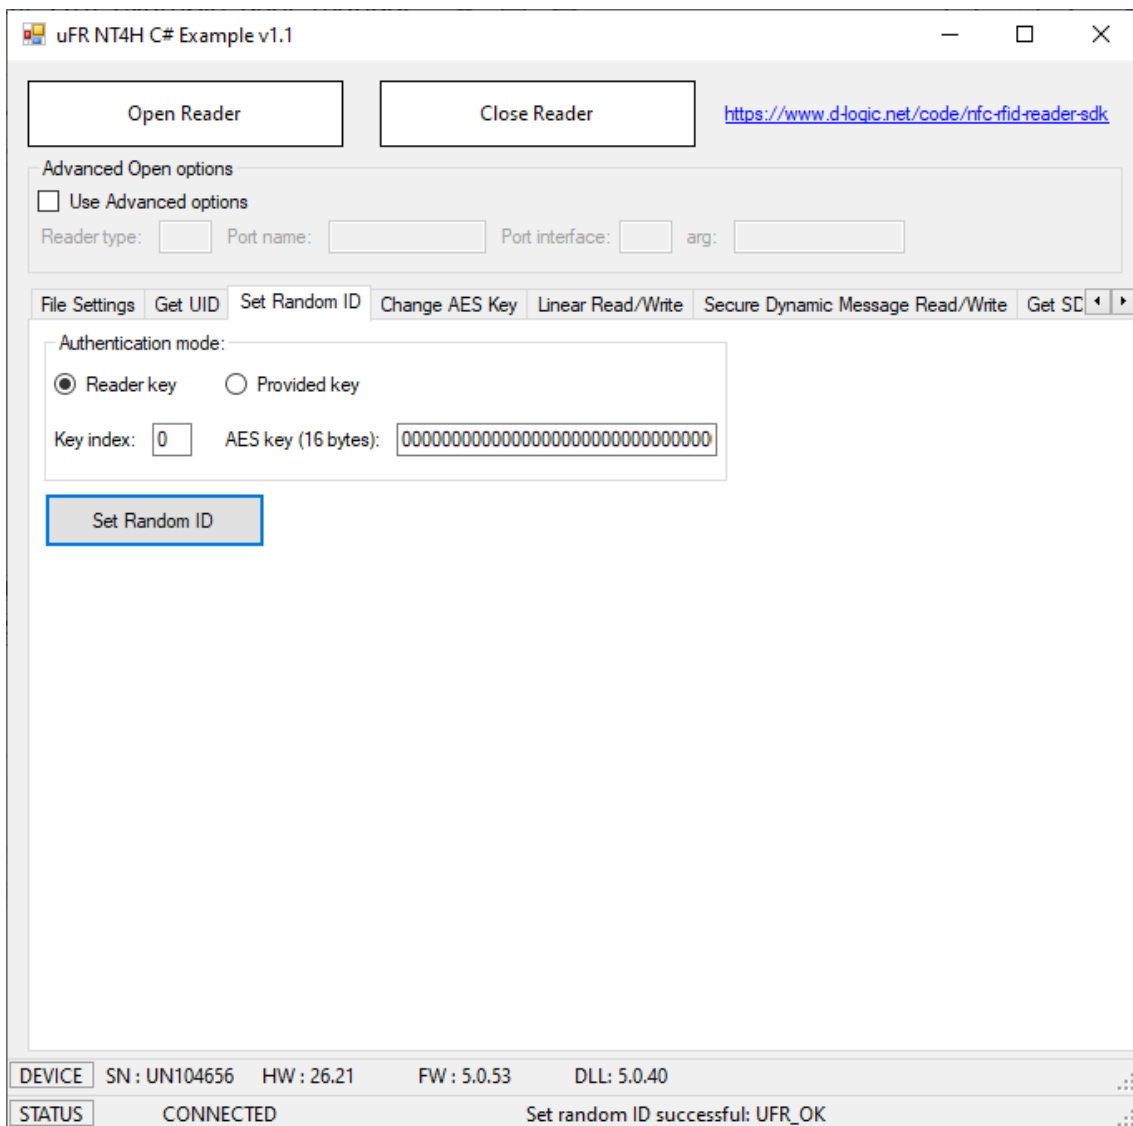 uFR NT4H C# Example v1.1
Open Reader Close Reader https://www.d-logic.net/code/nfc-rfid-reader-sdk
Advanced Open options
Use Advanced options
Reader type: Port name: Port interface: arg:
File Settings Get UID Set Random ID Change AES Key Linear Read/Write Secure Dynamic Message Read/Write Get SD
Authentication mode:
Reader key Provided key
Key index: 0 AES key (16 bytes):
Set Random ID
DEVICE SN : UN104656 HW : 26.21 FW : 5.0.53 DLL: 5.0.40
STATUS CONNECTED Set random ID successful: UFR_OK